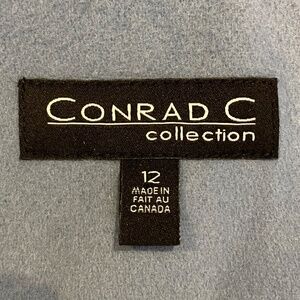 CONRAD C
collection
12
MADE IN
FAIT AU
CANADA